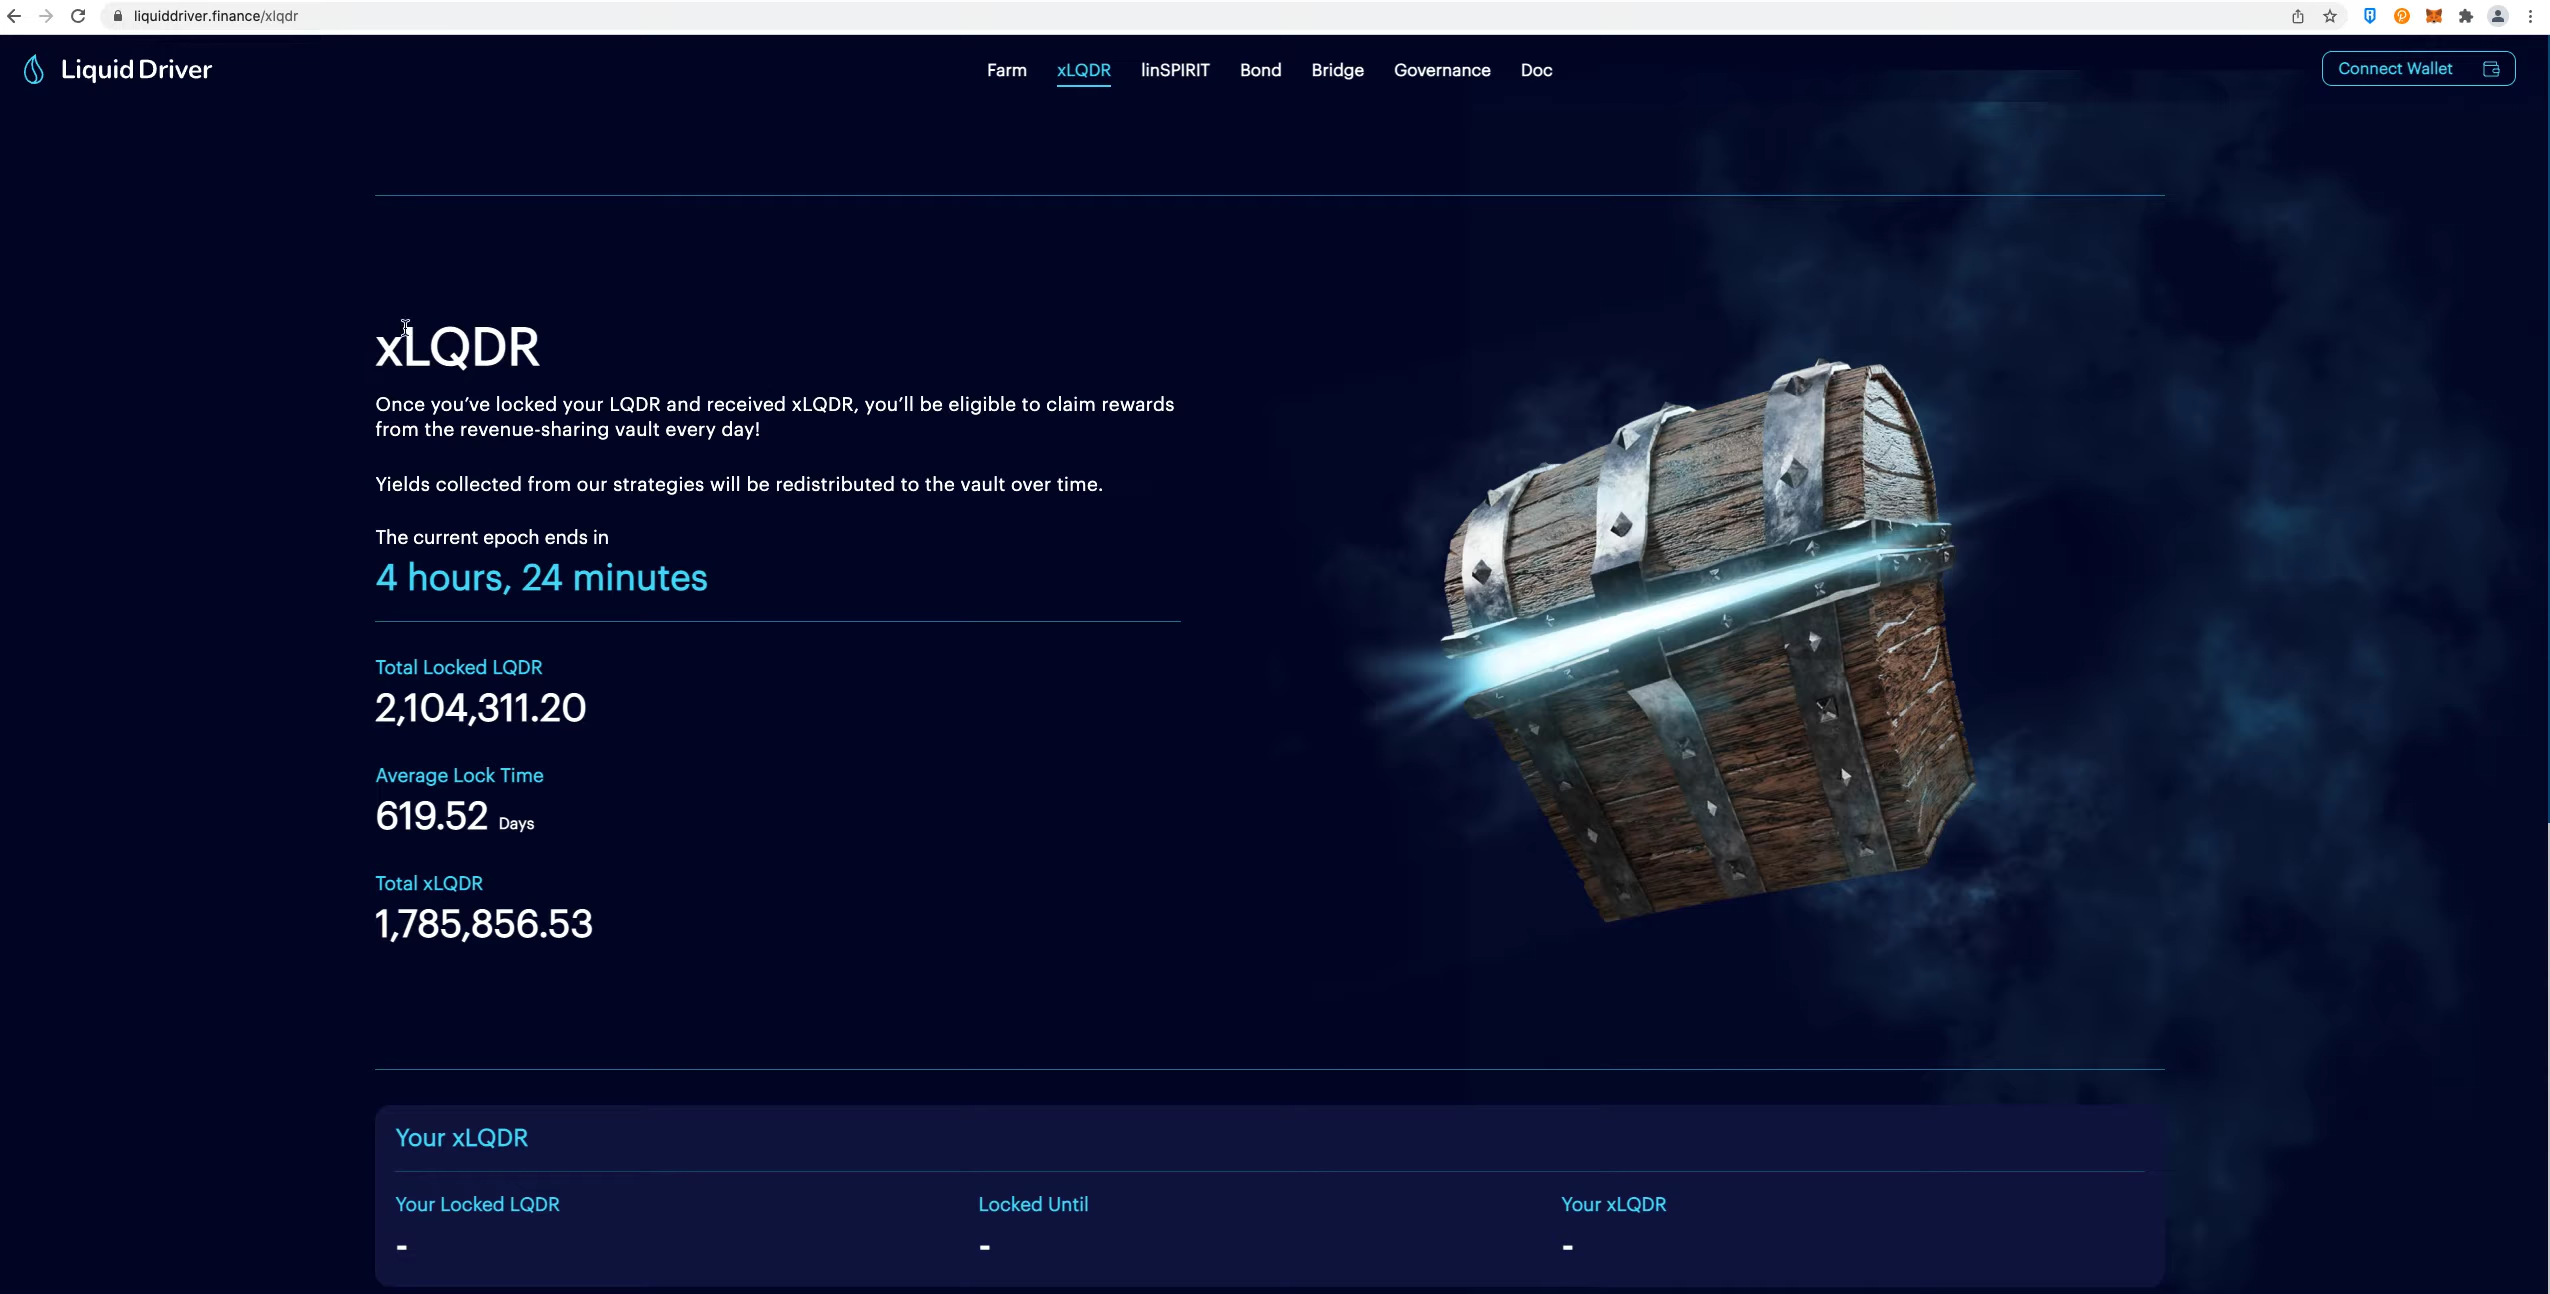 liquiddriver.finance/xlqdr
Liquid Driver
Farm
xLQDR
linSPIRIT
Bond
Bridge
Governance
Doc
Connect Wallet
xLQDR
Once you’ve locked your LQDR and received xLQDR, you’ll be eligible to claim rewards
from the revenue-sharing vault every day!
Yields collected from our strategies will be redistributed to the vault over time.
The current epoch ends in
4 hours, 24 minutes
Total Locked LQDR
2,104,311.20
Average Lock Time
619.52 Days
Total xLQDR
1,785,856.53
Your xLQDR
Your Locked LQDR
Locked Until
Your xLQDR
-
-
-